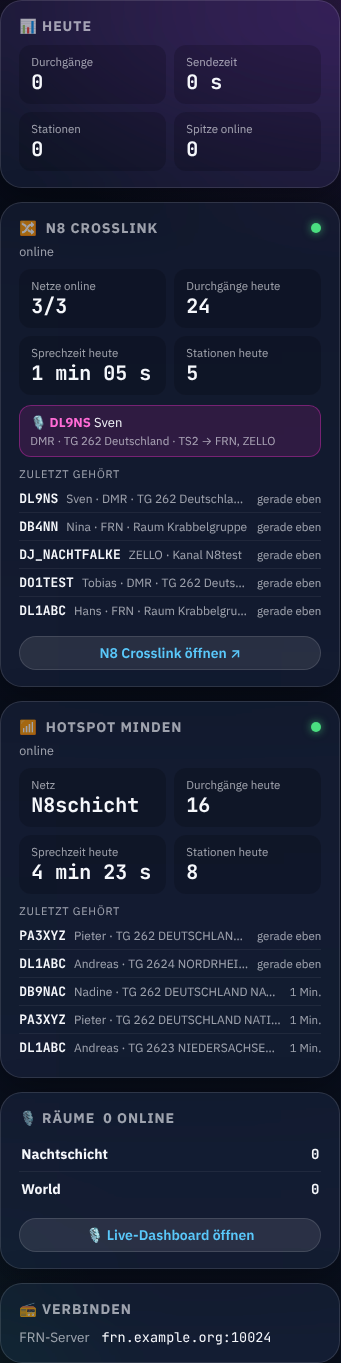 HEUTE
Durchgänge
0
Sendezeit
0 s
Stationen
0
Spitze online
0
N8 CROSSLINK
online
Netze online
3/3
Durchgänge heute
24
Sprechzeit heute
1 min 05 s
Stationen heute
5
DL9NS Sven
DMR · TG 262 Deutschland · TS2 → FRN, ZELLO
ZULETZT GEHÖRT
DL9NS Sven · DMR · TG 262 Deutschla... gerade eben
DB4NN Nina · FRN · Raum Krabbelgruppe gerade eben
DJ_NACHTFALKE ZELLO · Kanal N8test gerade eben
DO1TEST Tobias · DMR · TG 262 Deuts... gerade eben
DL1ABC Hans · FRN · Raum Krabbelgru... gerade eben
N8 Crosslink öffnen ↗
HOTSPOT MINDEN
online
Netz
N8schicht
Durchgänge heute
16
Sprechzeit heute
4 min 23 s
Stationen heute
8
ZULETZT GEHÖRT
PA3XYZ Pieter · TG 262 DEUTSCHLAN... gerade eben
DL1ABC Andreas · TG 2624 NORDRHEI... gerade eben
DB9NAC Nadine · TG 262 DEUTSCHLAND NA... 1 Min.
PA3XYZ Pieter · TG 262 DEUTSCHLAND NATI... 1 Min.
DL1ABC Andreas · TG 2623 NIEDERSACHSE... 1 Min.
RÄUME 0 ONLINE
Nachtschicht 0
World 0
Live-Dashboard öffnen
VERBINDEN
FRN-Server frn.example.org:10024